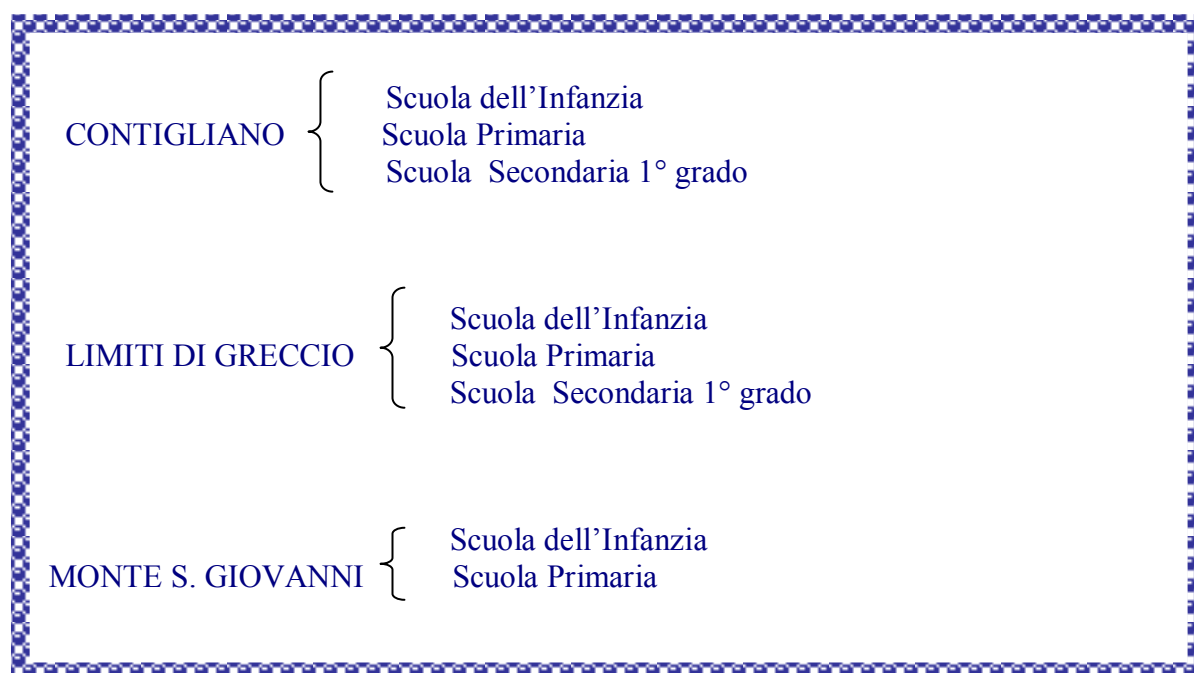 Scuola dell’Infanzia
CONTIGLIANO Scuola Primaria
Scuola Secondaria 1° grado
Scuola dell’Infanzia
LIMITI DI GRECCIO Scuola Primaria
Scuola Secondaria 1° grado
Scuola dell’Infanzia
MONTE S. GIOVANNI Scuola Primaria